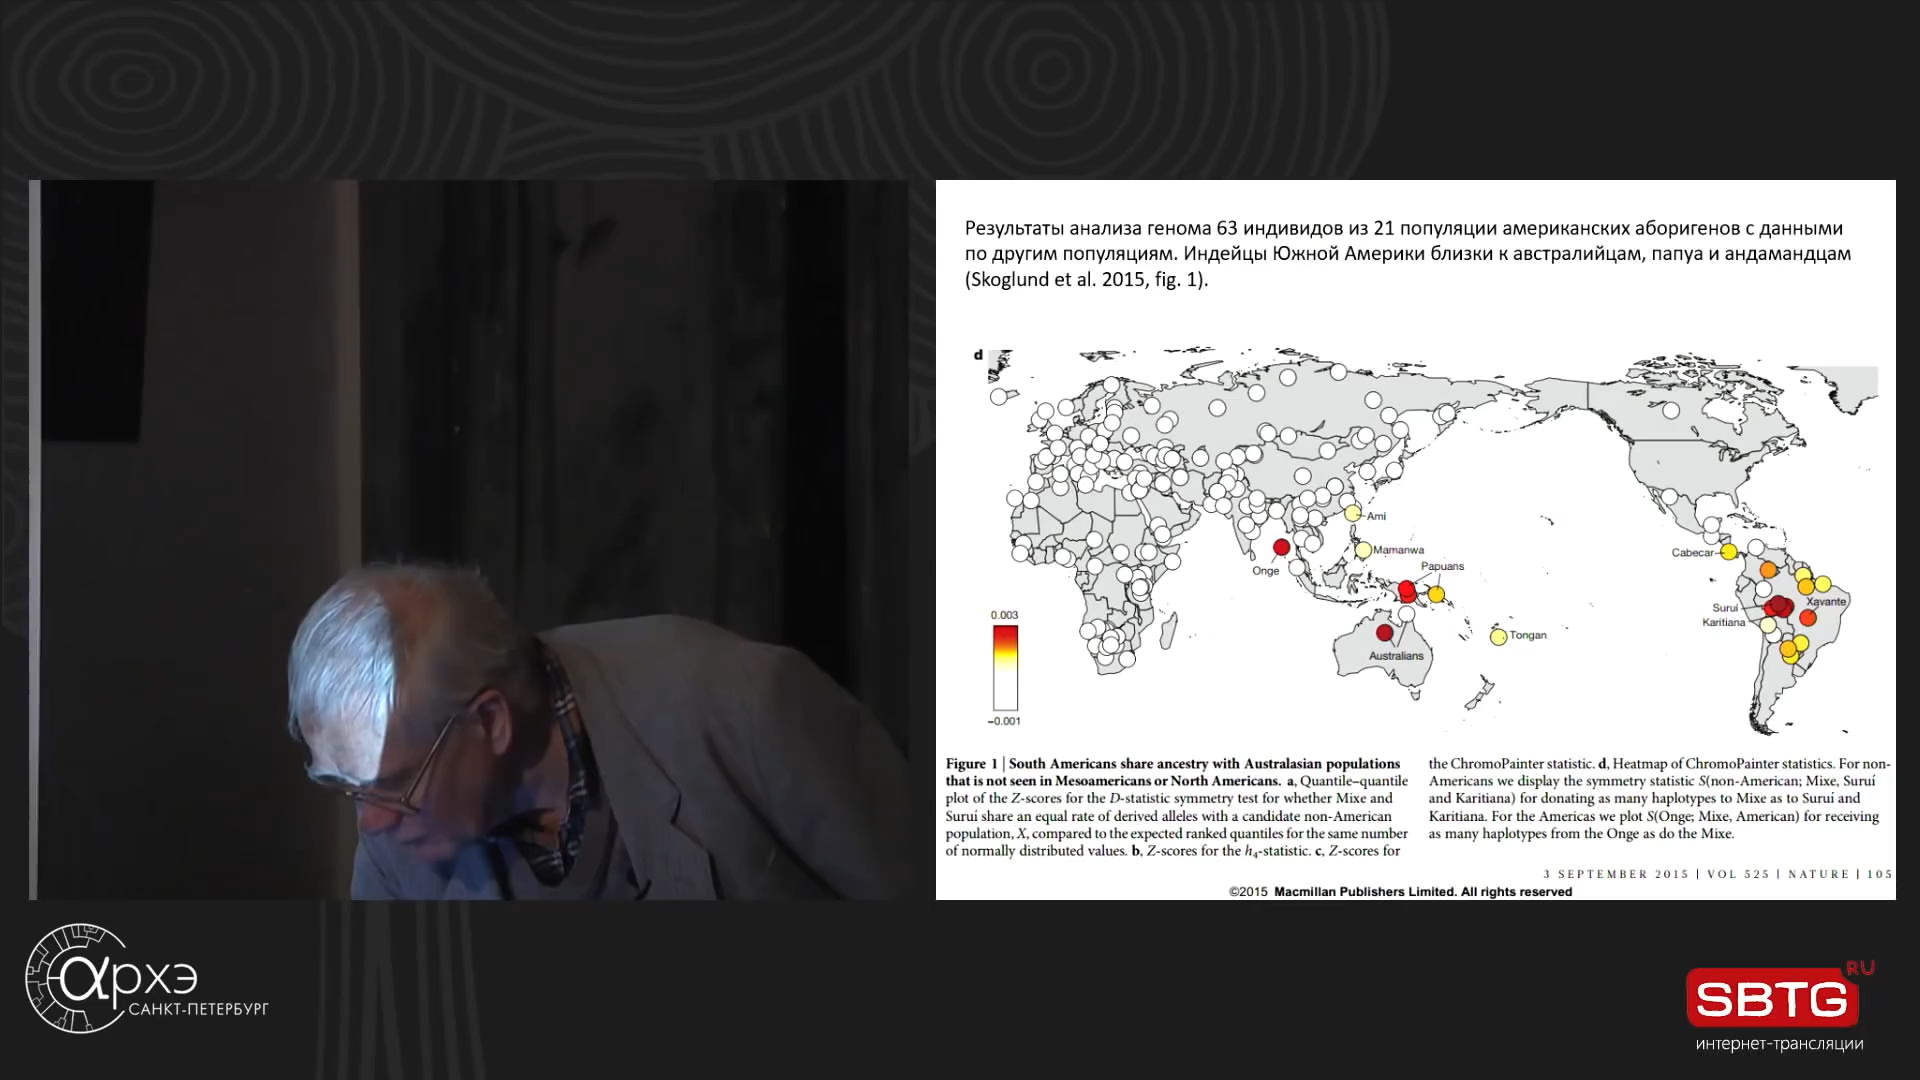 Результаты анализа генома 63 индивидов из 21 популяции американских аборигенов с данными
по другим популяциям. Индейцы Южной Америки близки к австралийцам, папуа и андамандцам
(Skoglund et al. 2015, fig. 1).
d
Ami
Mamanwa
Onge
Papuans
Cabecar
Suruí
Xavante
Karitiana
Tongan
Australians
0.003
−0.001
Figure 1 | South Americans share ancestry with Australasian populations
that is not seen in Mesoamericans or North Americans. a, Quantile–quantile
plot of the Z-scores for the D-statistic symmetry test for whether Mixe and
Suruí share an equal rate of derived alleles with a candidate non-American
population, X, compared to the expected ranked quantiles for the same number
of normally distributed values. b, Z-scores for the h4-statistic. c, Z-scores for
the ChromoPainter statistic. d, Heatmap of ChromoPainter statistics. For non-
Americans we display the symmetry statistic S(non-American; Mixe, Suruí
and Karitiana) for donating as many haplotypes to Mixe as to Suruí and
Karitiana. For the Americas we plot S(Onge; Mixe, American) for receiving
as many haplotypes from the Onge as do the Mixe.
3 SEPTEMBER 2015 | VOL 525 | NATURE | 105
©2015 Macmillan Publishers Limited. All rights reserved
αрхэ
САНКТ-ПЕТЕРБУРГ
RU
SBTG
интернет-трансляции